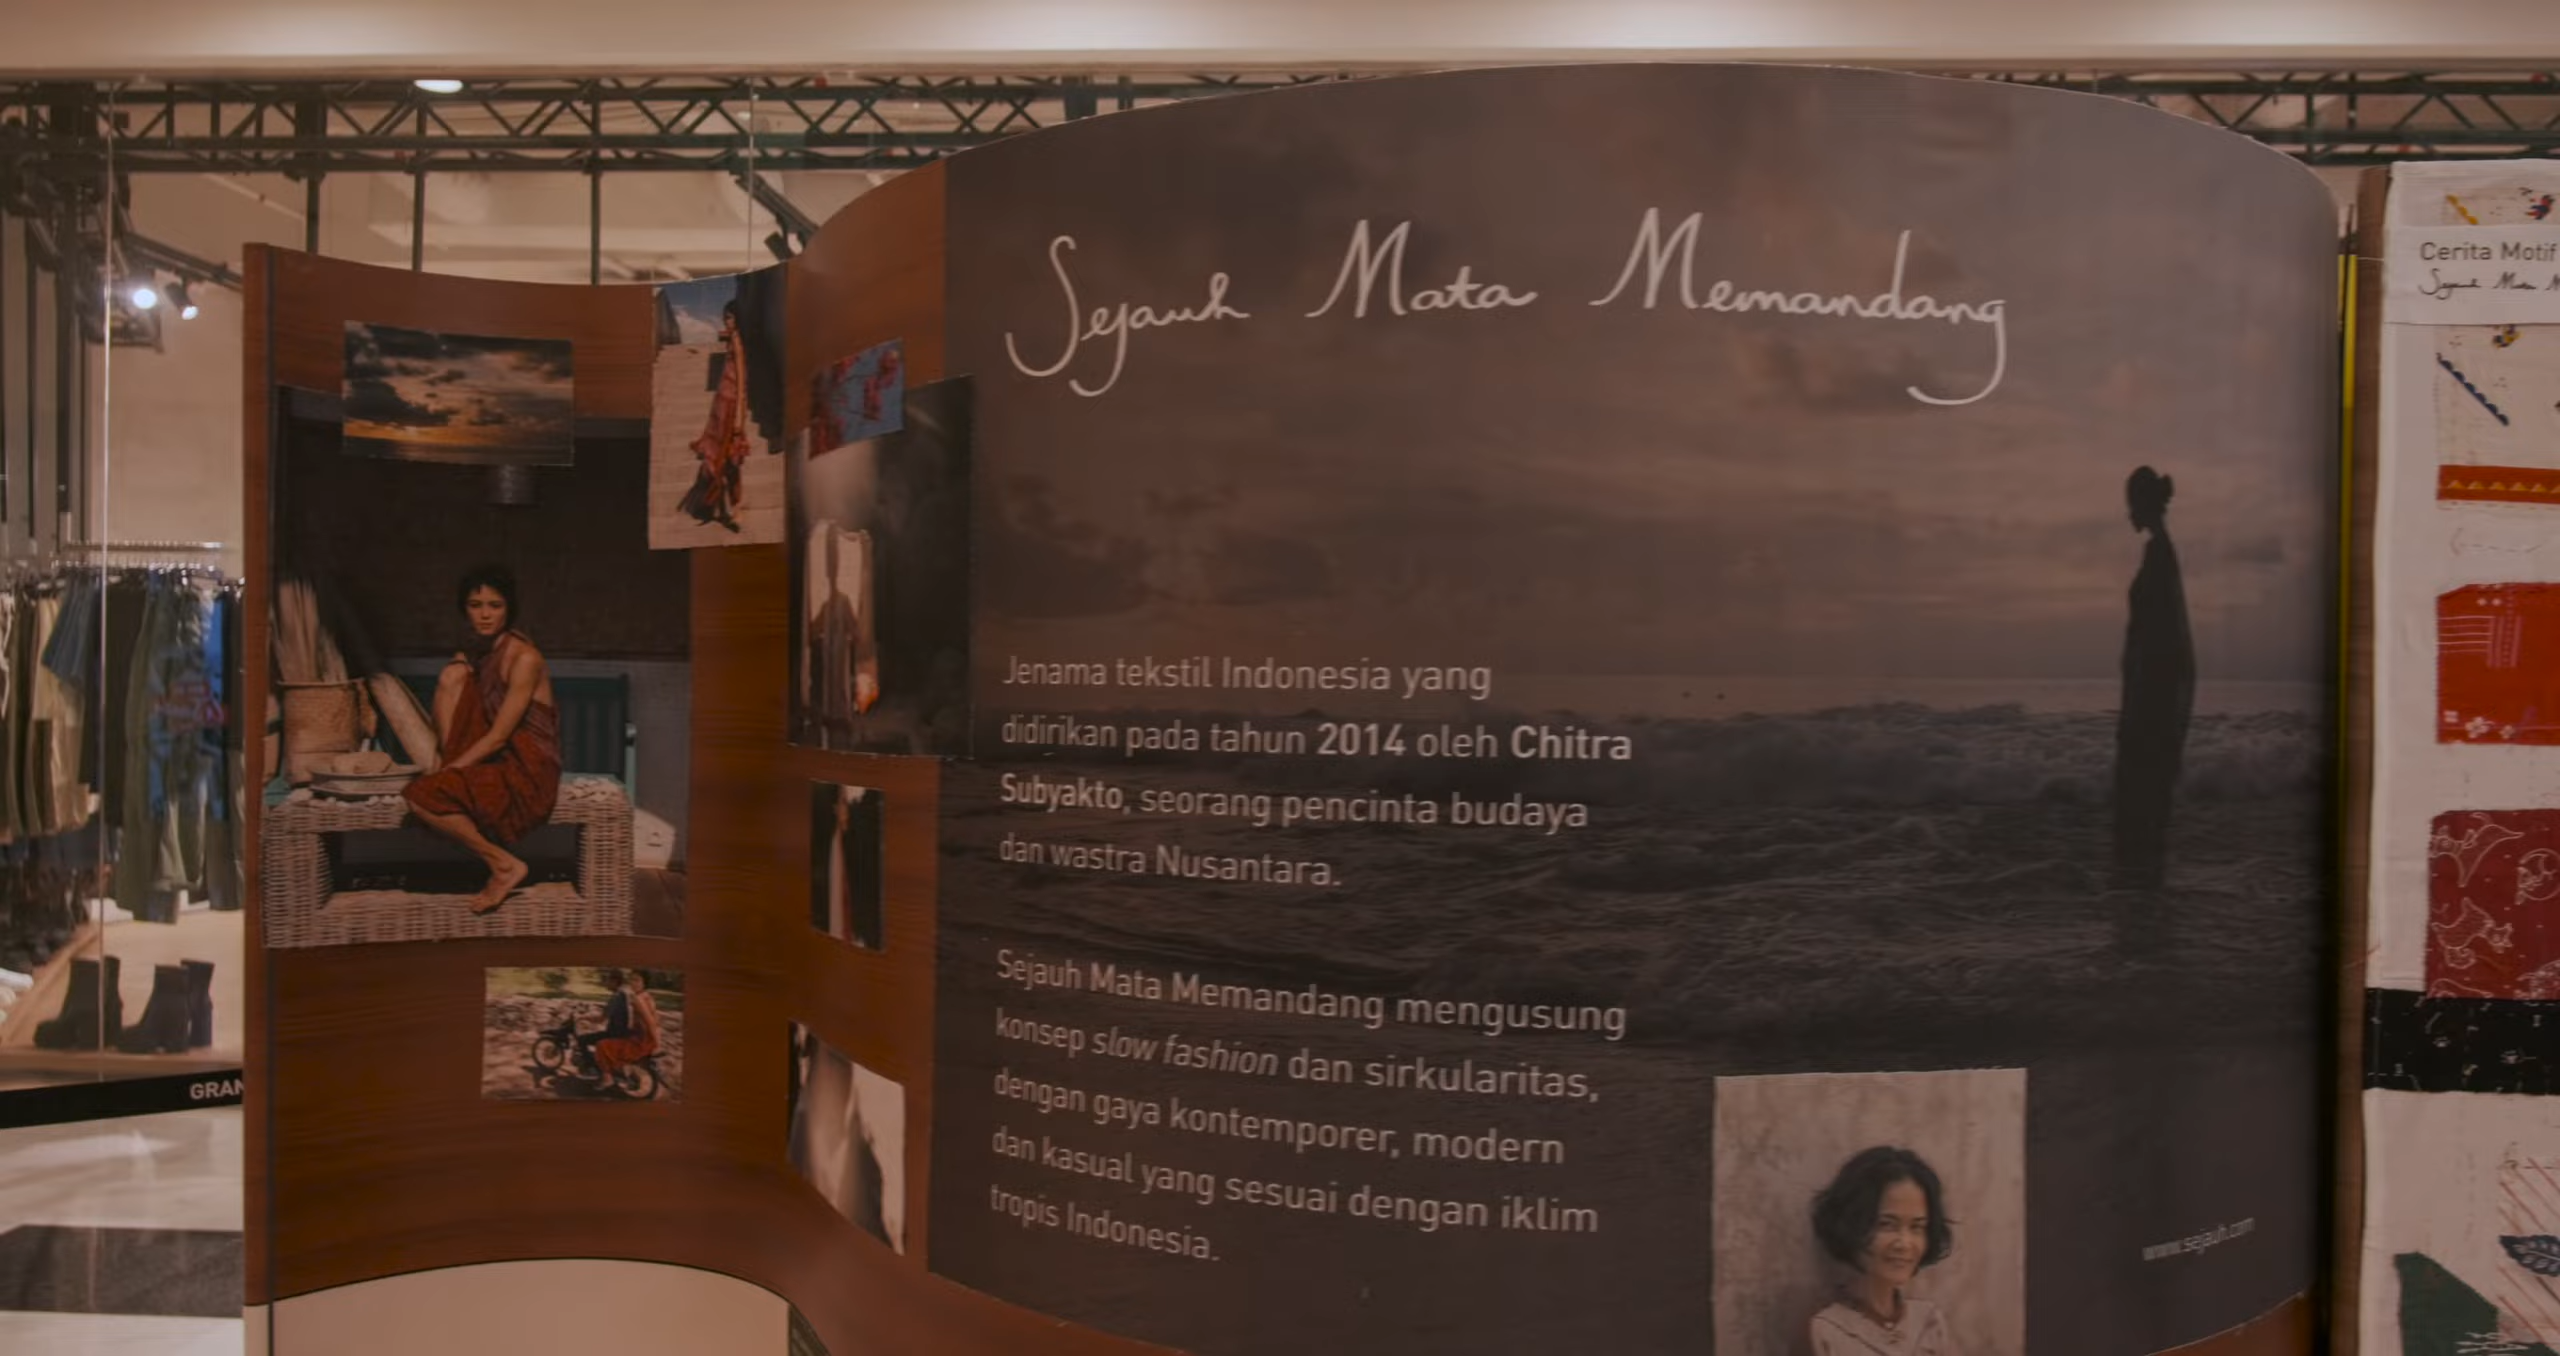 Sejauh Mata Memandang
Jenama tekstil Indonesia yang
didirikan pada tahun 2014 oleh Chitra
Subyakto, seorang pencinta budaya
dan wastra Nusantara.
Sejauh Mata Memandang mengusung
konsep slow fashion dan sirkularitas,
dengan gaya kontemporer, modern
dan kasual yang sesuai dengan iklim
tropis Indonesia.
www.sejauh.com
Cerita Motif
Sejauh Mata M
GRAN